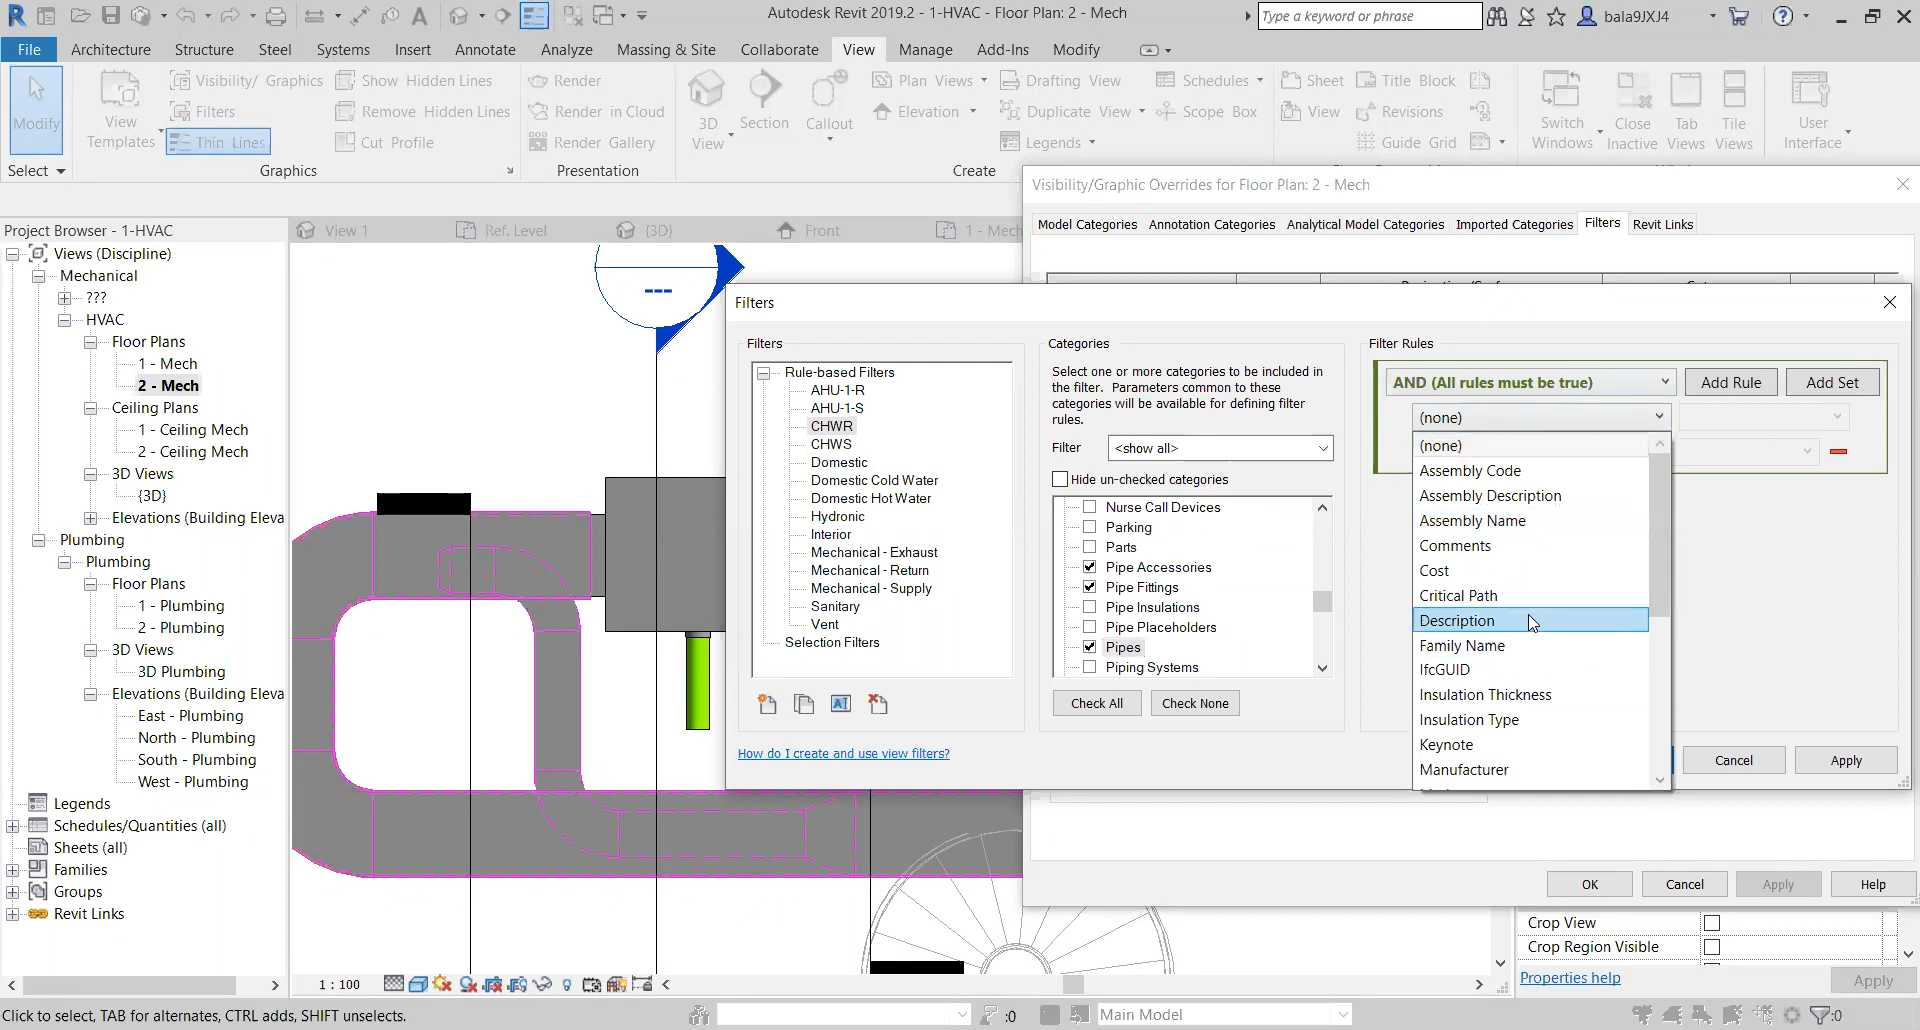 Autodesk Revit 2019.2 - 1-HVAC - Floor Plan: 2 - Mech
Type a keyword or phrase
bala9JXJ4
File Architecture Structure Steel Systems Insert Annotate Analyze Massing & Site Collaborate View Manage Add-Ins Modify
Modify
View Templates
Visibility/ Graphics
Filters
Thin Lines
Show Hidden Lines
Remove Hidden Lines
Cut Profile
Render
Render in Cloud
Render Gallery
3D View
Section
Callout
Plan Views
Elevation
Drafting View
Duplicate View
Legends
Schedules
Scope Box
Sheet
View
Title Block
Revisions
Guide Grid
Switch Windows
Close Inactive
Tab Views
Tile Views
User Interface
Select
Graphics
Presentation
Create
Project Browser - 1-HVAC
View 1
Ref. Level
{3D}
Front
1 - Mech
Views (Discipline)
Mechanical
???
HVAC
Floor Plans
1 - Mech
2 - Mech
Ceiling Plans
1 - Ceiling Mech
2 - Ceiling Mech
3D Views
{3D}
Elevations (Building Eleva
Plumbing
Plumbing
Floor Plans
1 - Plumbing
2 - Plumbing
3D Views
3D Plumbing
Elevations (Building Eleva
East - Plumbing
North - Plumbing
South - Plumbing
West - Plumbing
Legends
Schedules/Quantities (all)
Sheets (all)
Families
Groups
Revit Links
Visibility/Graphic Overrides for Floor Plan: 2 - Mech
Model Categories Annotation Categories Analytical Model Categories Imported Categories Filters Revit Links
Filters
Filters
Rule-based Filters
AHU-1-R
AHU-1-S
CHWR
CHWS
Domestic
Domestic Cold Water
Domestic Hot Water
Hydronic
Interior
Mechanical - Exhaust
Mechanical - Return
Mechanical - Supply
Sanitary
Vent
Selection Filters
How do I create and use view filters?
Categories
Select one or more categories to be included in
the filter. Parameters common to these
categories will be available for defining filter
rules.
Filter <show all>
Hide un-checked categories
Nurse Call Devices
Parking
Parts
Pipe Accessories
Pipe Fittings
Pipe Insulations
Pipe Placeholders
Pipes
Piping Systems
Check All Check None
Filter Rules
AND (All rules must be true) Add Rule Add Set
(none)
(none)
Assembly Code
Assembly Description
Assembly Name
Comments
Cost
Critical Path
Description
Family Name
IfcGUID
Insulation Thickness
Insulation Type
Keynote
Manufacturer
Cancel Apply
OK Cancel Apply Help
Crop View
Crop Region Visible
Properties help Apply
1 : 100
Click to select, TAB for alternates, CTRL adds, SHIFT unselects.
:0
Main Model
:0